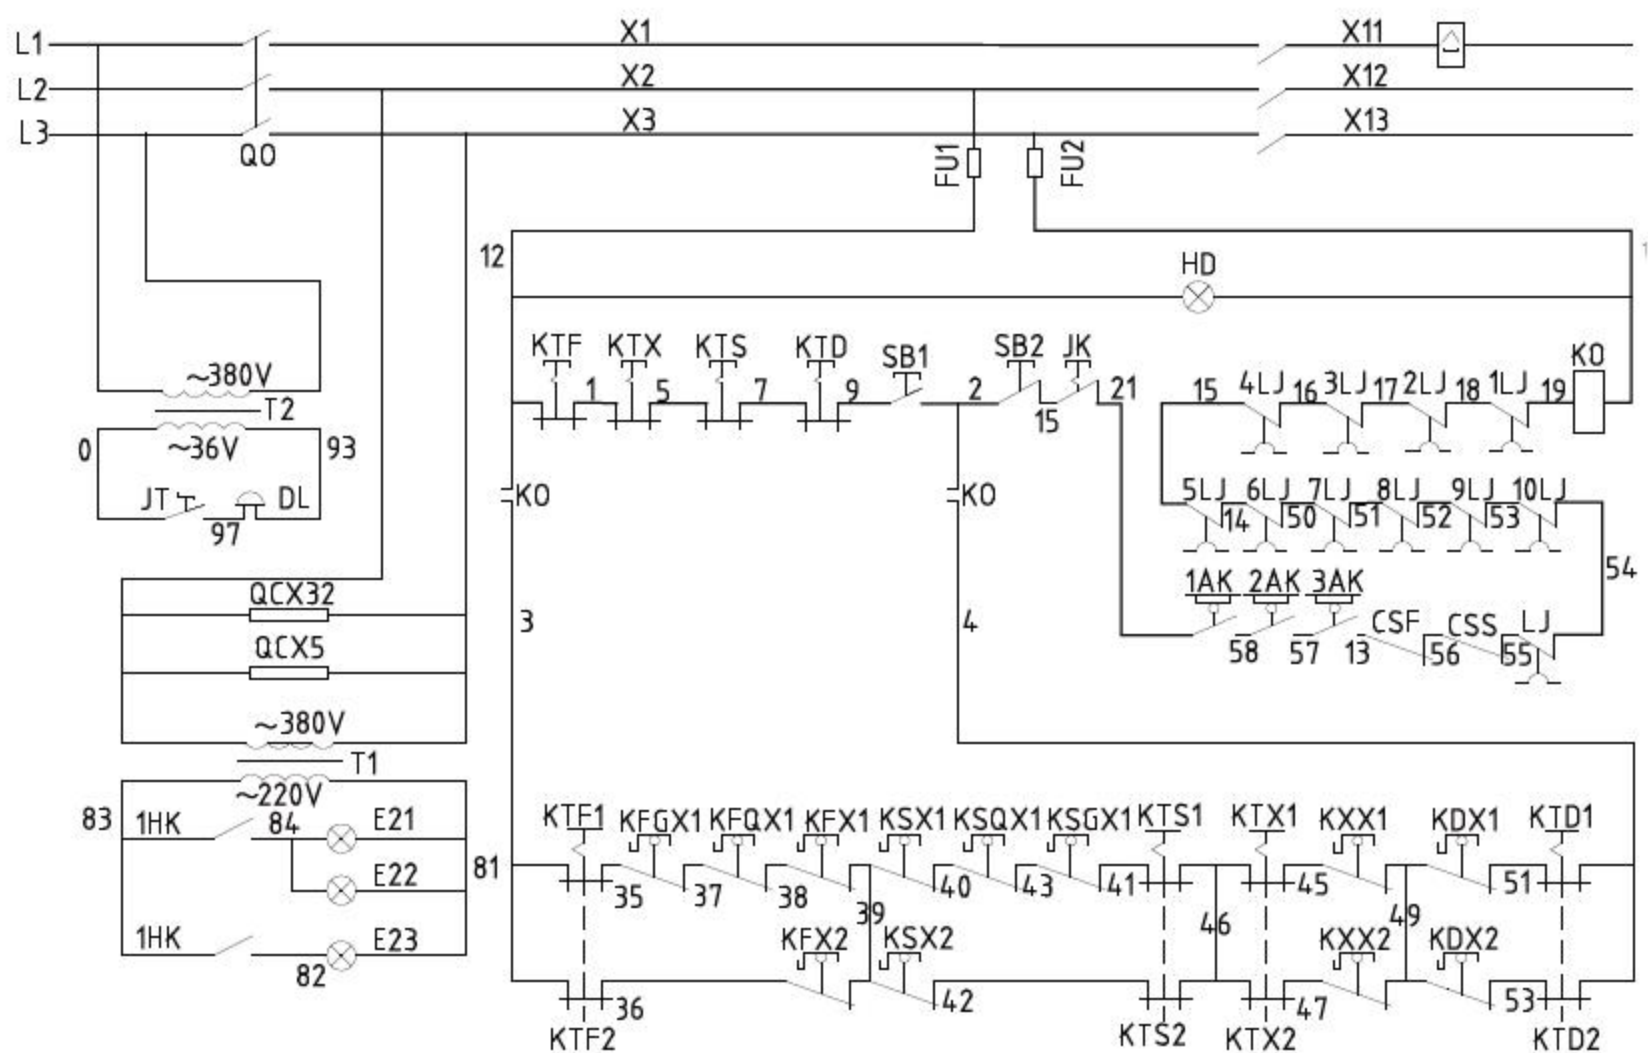 L1 X1 X11
L2 X2 X12
L3 X3 X13
QO FU1 FU2
12
HD
KTF KTX KTS KTD SB1 SB2 JK KO
1 5 7 9 2 15 21 15 4LJ 16 3LJ 17 2LJ 18 1LJ 19
~380V
T2
0 ~36V 93
JT DL
97
KO KO
5LJ 6LJ 7LJ 8LJ 9LJ 10LJ
14 50 51 52 53
54
1AK 2AK 3AK
3 4 CSF CSS LJ
58 57 13 56 55
QCX32
QCX5
~380V
T1
~220V
83 1HK 84 E21
E22
1HK E23
82
81
KTF1 KFGX1 KFQX1 KFX1 KSX1 KSQX1 KSGX1 KTS1 KTX1 KXX1 KDX1 KTD1
35 37 38 40 43 41 45 51
39 46 49
KFX2 KSX2 KXX2 KDX2
36 42 47 53
KTF2 KTS2 KTX2 KTD2